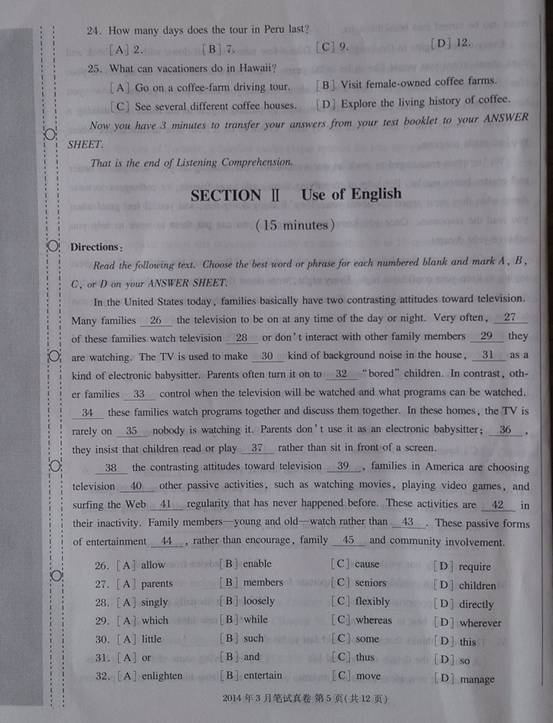 24. How many days does the tour in Peru last?
[A] 2. [B] 7. [C] 9. [D] 12.
25. What can vacationers do in Hawaii?
[A] Go on a coffee-farm driving tour. [B] Visit female-owned coffee farms.
[C] See several different coffee houses. [D] Explore the living history of coffee.
Now you have 3 minutes to transfer your answers from your test booklet to your ANSWER
SHEET.
That is the end of Listening Comprehension.
SECTION Ⅱ Use of English
(15 minutes)
Directions:
Read the following text. Choose the best word or phrase for each numbered blank and mark A, B,
C, or D on your ANSWER SHEET.
In the United States today, families basically have two contrasting attitudes toward television.
Many families 26 the television to be on at any time of the day or night. Very often, 27
of these families watch television 28 or don't interact with other family members 29 they
are watching. The TV is used to make 30 kind of background noise in the house, 31 as a
kind of electronic babysitter. Parents often turn it on to 32 "bored" children. In contrast, oth-
er families 33 control when the television will be watched and what programs can be watched.
34 these families watch programs together and discuss them together. In these homes, the TV is
rarely on 35 nobody is watching it. Parents don't use it as an electronic babysitter; 36,
they insist that children read or play 37 rather than sit in front of a screen.
38 the contrasting attitudes toward television 39, families in America are choosing
television 40 other passive activities, such as watching movies, playing video games, and
surfing the Web 41 regularity that has never happened before. These activities are 42 in
their inactivity. Family members—young and old—watch rather than 43. These passive forms
of entertainment 44, rather than encourage, family 45 and community involvement.
26. [A] allow [B] enable [C] cause [D] require
27. [A] parents [B] members [C] seniors [D] children
28. [A] singly [B] loosely [C] flexibly [D] directly
29. [A] which [B] while [C] whereas [D] wherever
30. [A] little [B] such [C] some [D] this
31. [A] or [B] and [C] thus [D] so
32. [A] enlighten [B] entertain [C] move [D] manage
2014年3月笔试真卷 第5页(共12页)